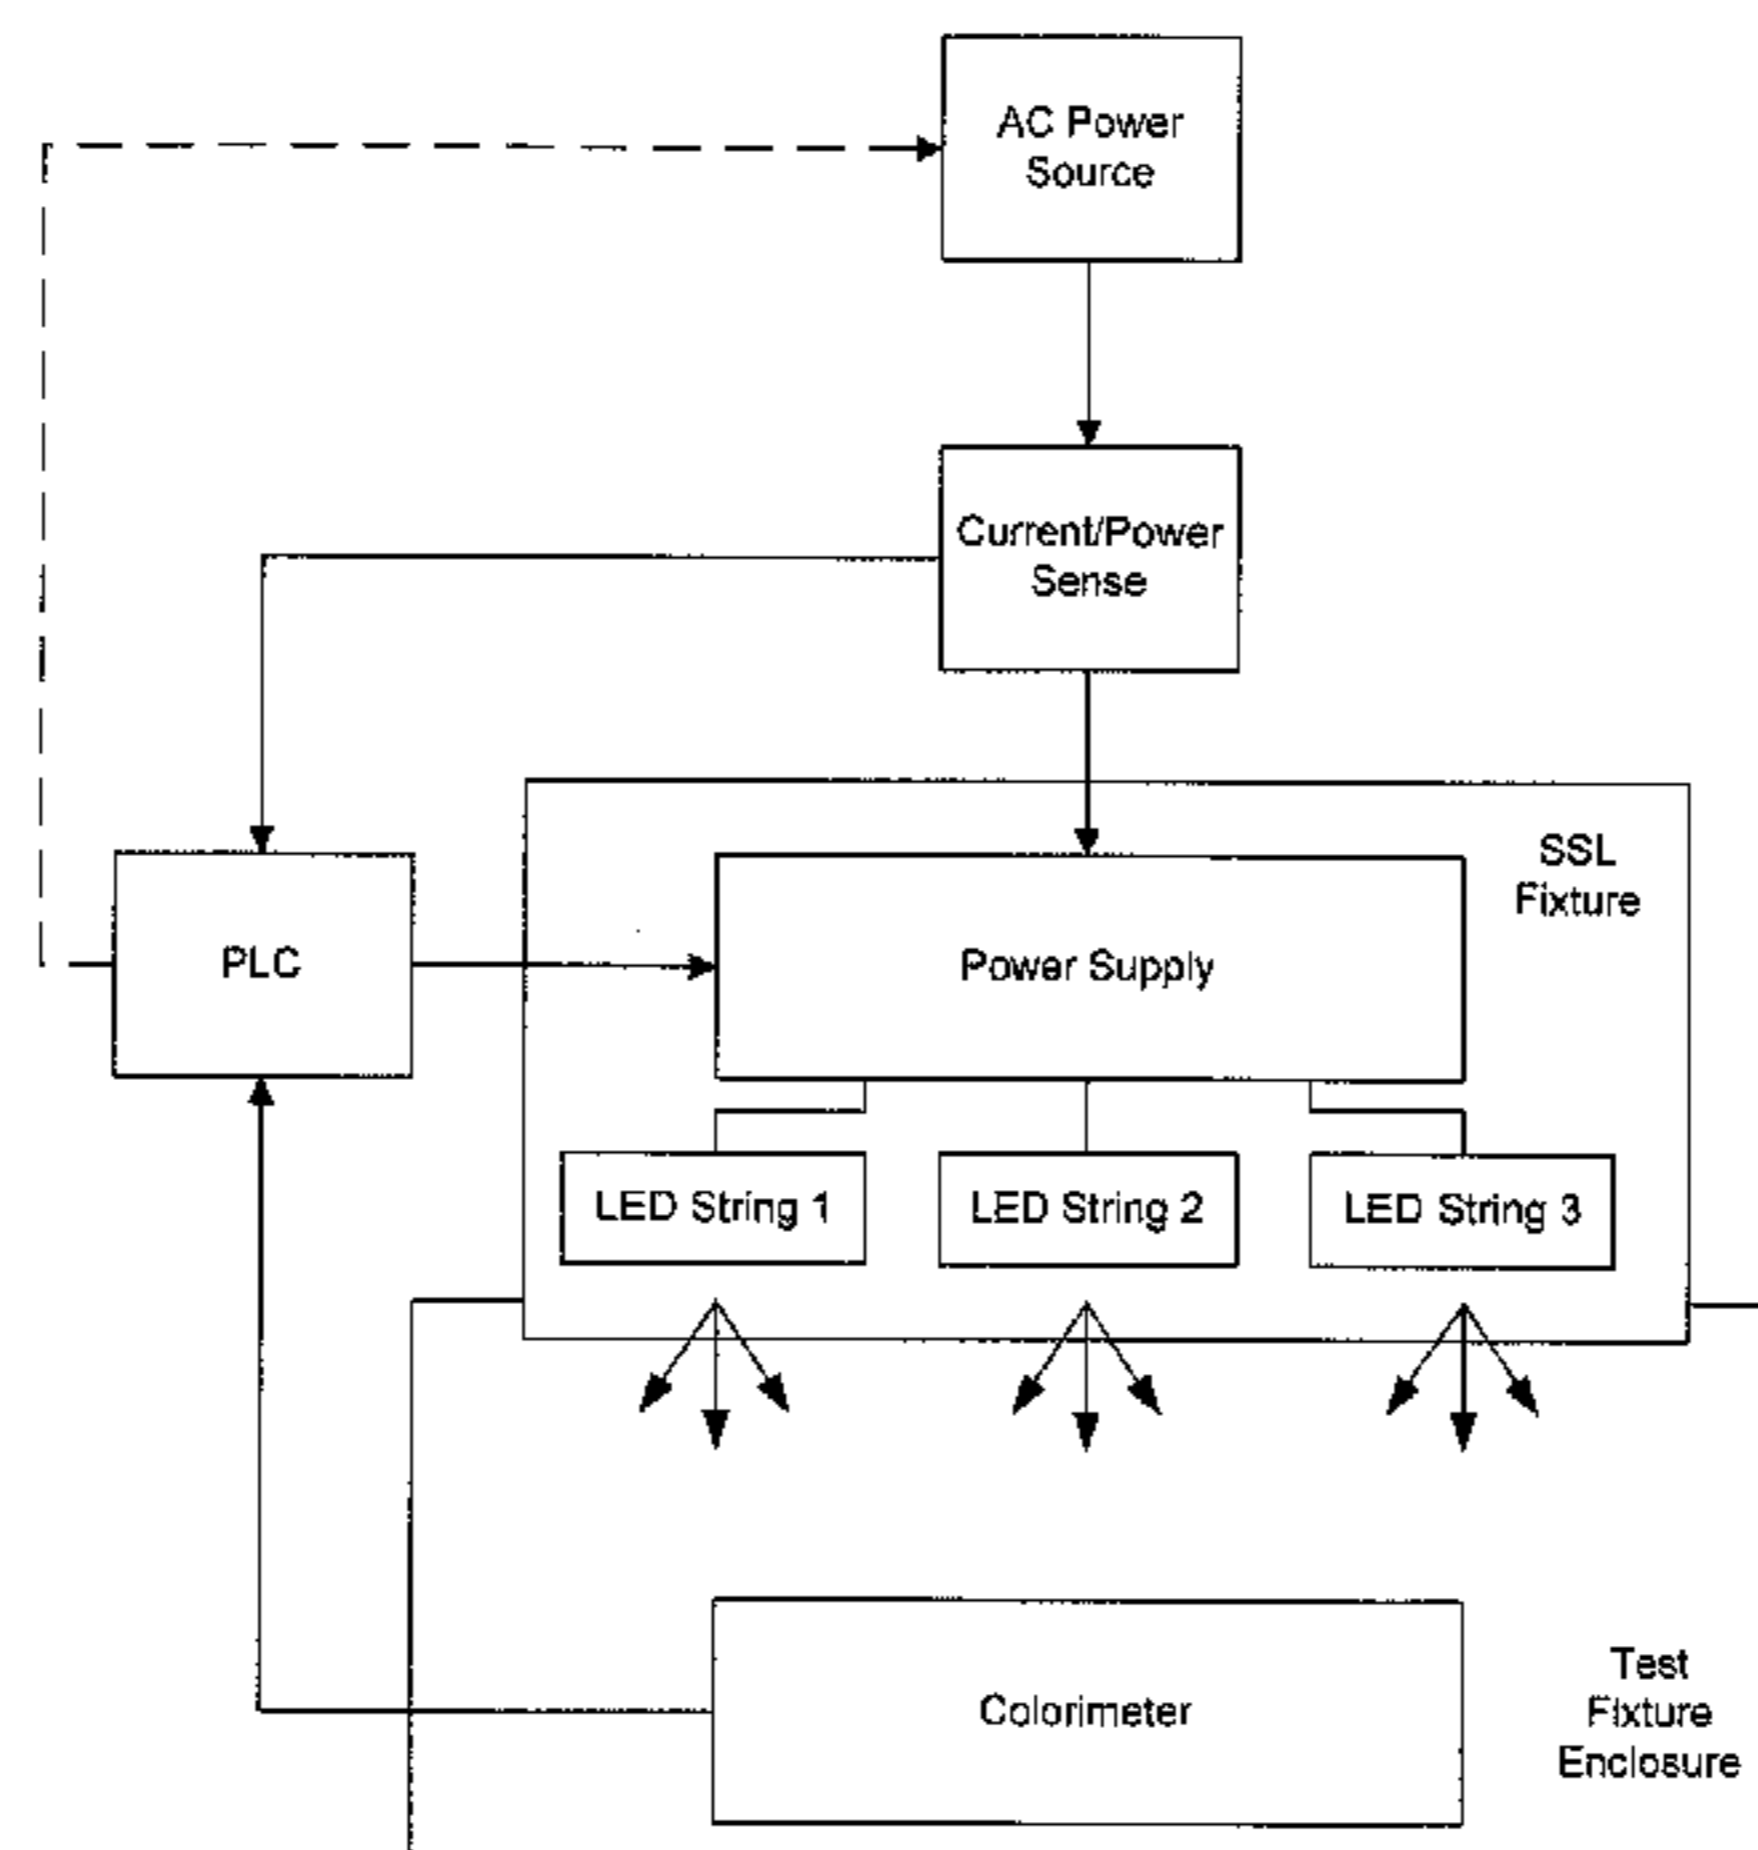 AC Power
Source
Current/Power
Sense
SSL
Fixture
PLC
Power Supply
LED String 1
LED String 2
LED String 3
Test
Fixture
Enclosure
Colorimeter